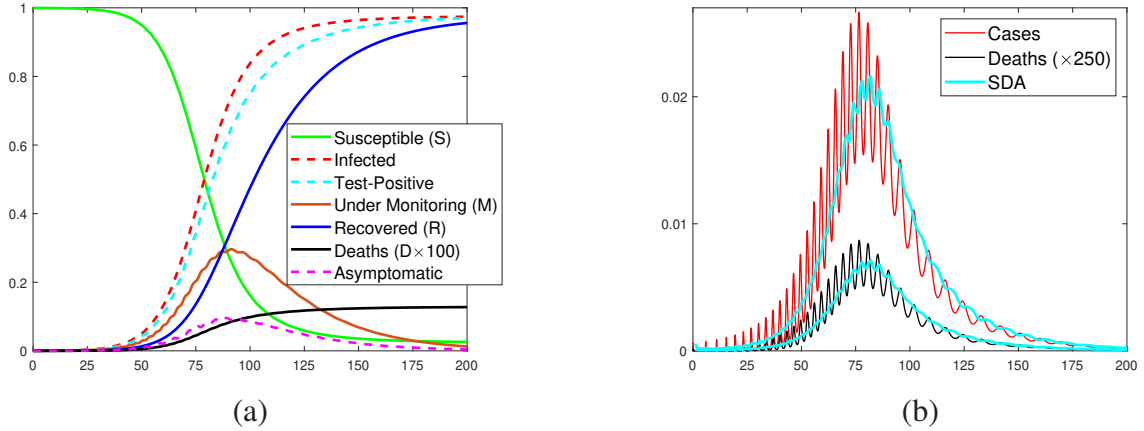 1
0.8
0.6
0.4
0.2
0
0 25 50 75 100 125 150 175 200
Susceptible (S)
Infected
Test-Positive
Under Monitoring (M)
Recovered (R)
Deaths (D×100)
Asymptomatic
(a)
0.02
0.01
0
0 25 50 75 100 125 150 175 200
Cases
Deaths (×250)
SDA
(b)